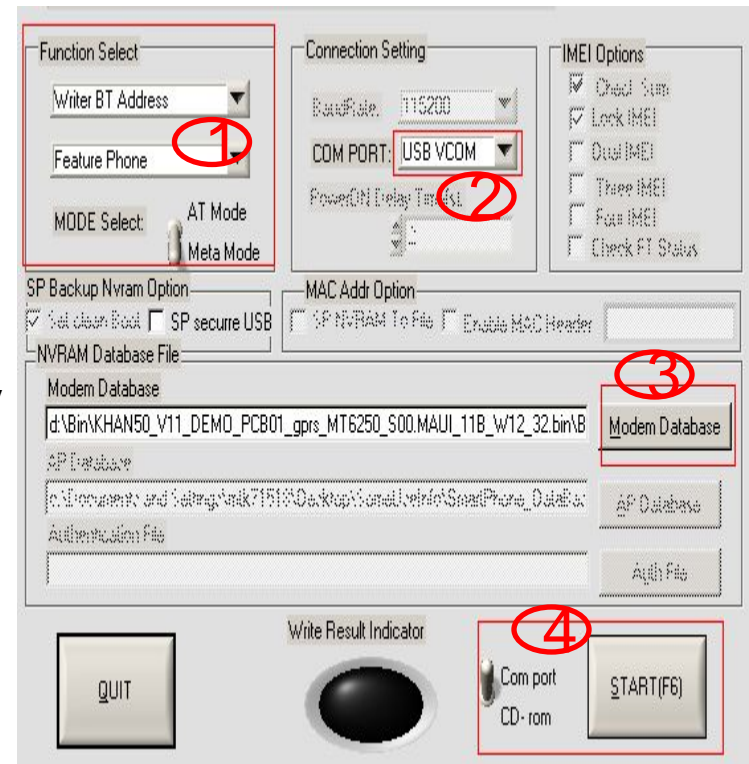 Function Select
Writer BT Address
Feature Phone
MODE Select:
AT Mode
Meta Mode
1
Connection Setting
BaudRate:
115200
COM PORT:
USB VCOM
2
PowerON Delay Time(s):
IMEI Options
Check Sum
Lock IMEI
Dual IMEI
Three IMEI
Four IMEI
Check FT Status
SP Backup Nvram Option
SP securre USB
MAC Addr Option
SP NVRAM To File
Enable MAC Header
NVRAM Database File
Modem Database
d:\Bin\KHAN50_V11_DEMO_PCB01_gprs_MT6250_S00.MAUI_11B_W12_32.bin\B
3
Modem Database
AP Database
AP Database
Authentication File
Auth File
QUIT
Write Result Indicator
4
Com port
CD-rom
START(F6)